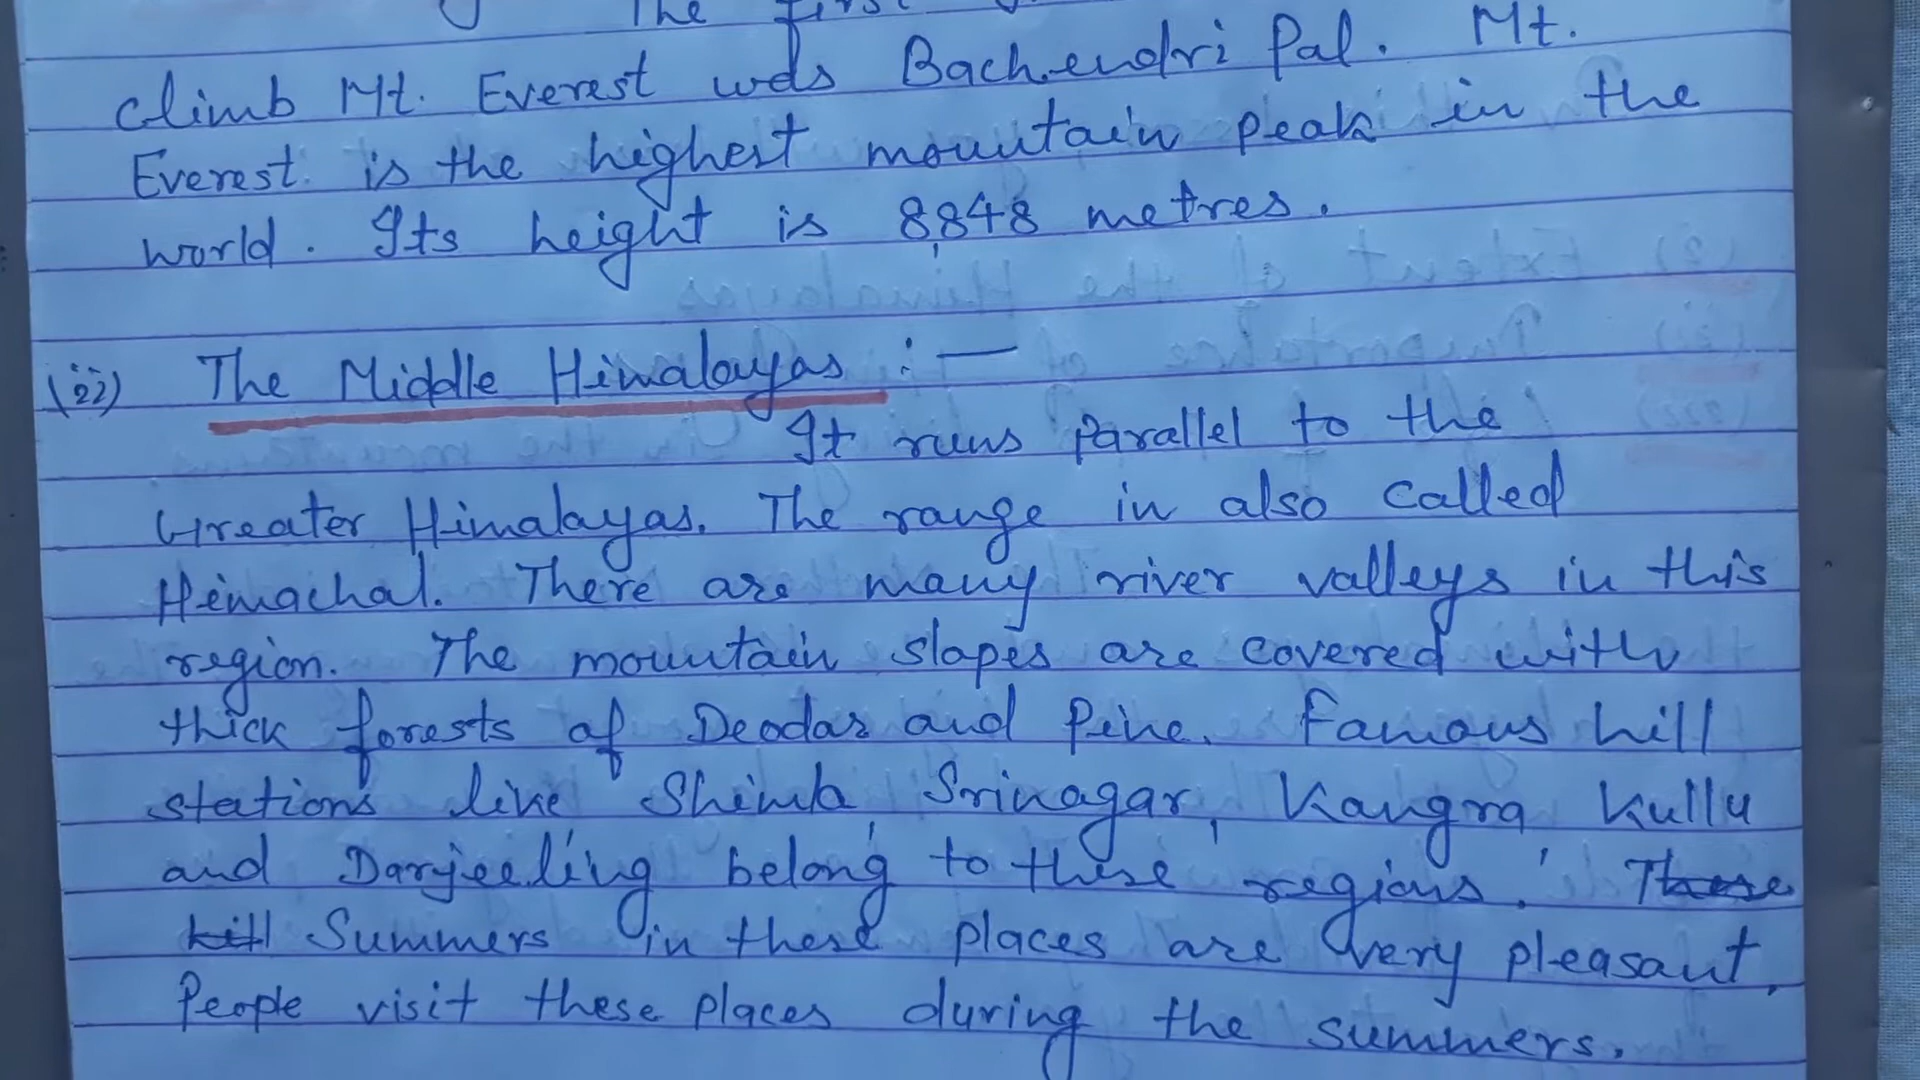 The first
climb Mt. Everest was Bachendri Pal. Mt.
Everest is the highest mountain peak in the
world. Its height is 8,848 metres.
(ii) The Middle Himalayas :-
It runs parallel to the
Greater Himalayas. The range in also called
Himachal. There are many river valleys in this
region. The mountain slopes are covered with
thick forests of Deodar and Pine. Famous hill
stations like Shimla, Srinagar, Kangra, Kullu
and Darjeeling belong to these regions. These
hill Summers in these places are very pleasant.
People visit these places during the summers.